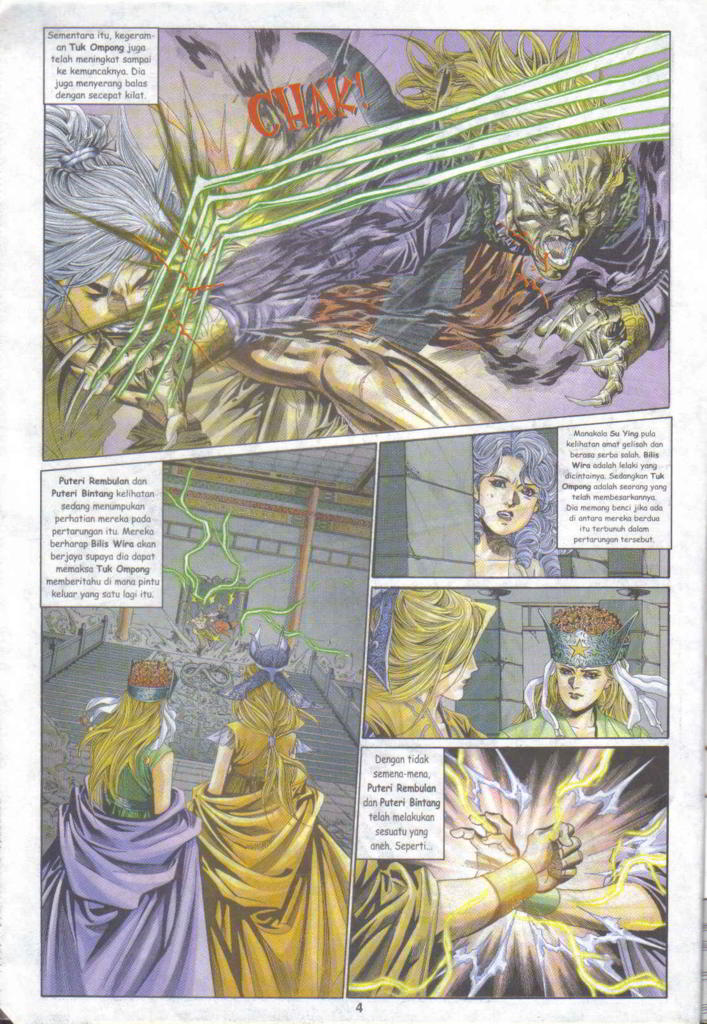 Sementara itu, kegeram-
an Tuk Ompong juga
telah meningkat sampai
ke kemuncaknya. Dia
juga menyerang balas
dengan secepat kilat.
CHAK!
Puteri Rembulan dan
Puteri Bintang kelihatan
sedang menumpukan
perhatian mereka pada
pertarungan itu. Mereka
berharap Bilis Wira akan
berjaya supaya dia dapat
memaksa Tuk Ompong
memberitahu di mana pintu
keluar yang satu lagi itu.
Manakala Su Ying pula
kelihatan amat gelisah dan
berasa serba salah. Bilis
Wira adalah lelaki yang
dicintainya. Sedangkan Tuk
Ompong adalah seorang yang
telah membesarkannya.
Dia memang benci jika ada
di antara mereka berdua
itu terbunuh dalam
pertarungan tersebut.
Dengan tidak
semena-mena,
Puteri Rembulan
dan Puteri Bintang
telah melakukan
sesuatu yang
aneh. Seperti...
4